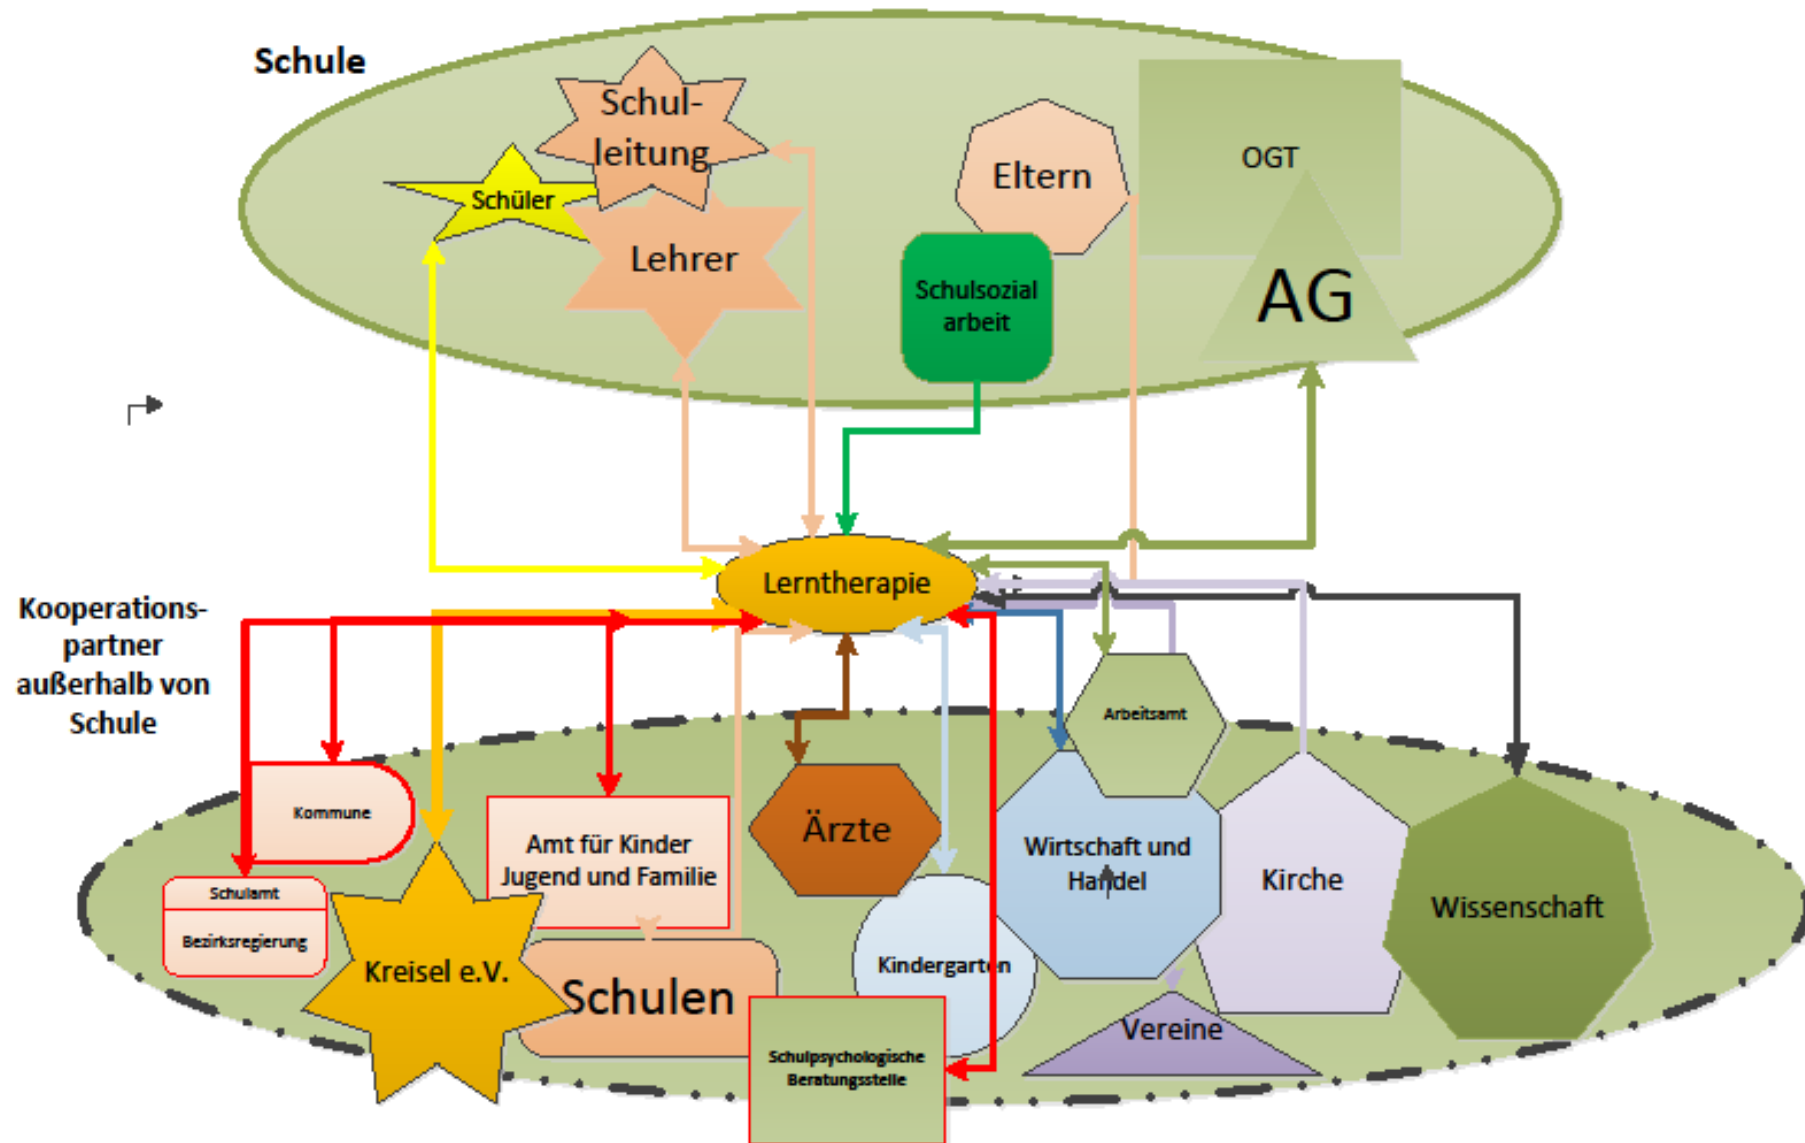 Schule
Schul-
leitung
Schüler
Lehrer
Eltern
Schulsozial
arbeit
OGT
AG
Lerntherapie
Kooperations-
partner
außerhalb von
Schule
Kommune
Schulamt
Bezirksregierung
Kreisel e.V.
Amt für Kinder
Jugend und Familie
Schulen
Ärzte
Schulpsychologische
Beratungsstelle
Kindergarten
Arbeitsamt
Wirtschaft und
Handel
Vereine
Kirche
Wissenschaft